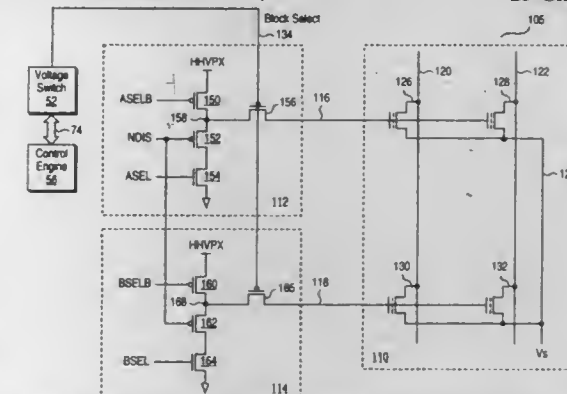 Block Select
134
105
Voltage
Switch
52
74
Control
Engine
56
HHVPX
ASELB
150
156
158
116
NDIS
152
ASEL
154
112
120
122
126
128
HHVPX
BSELB
160
165
168
118
162
BSEL
164
114
130
132
110
Vs